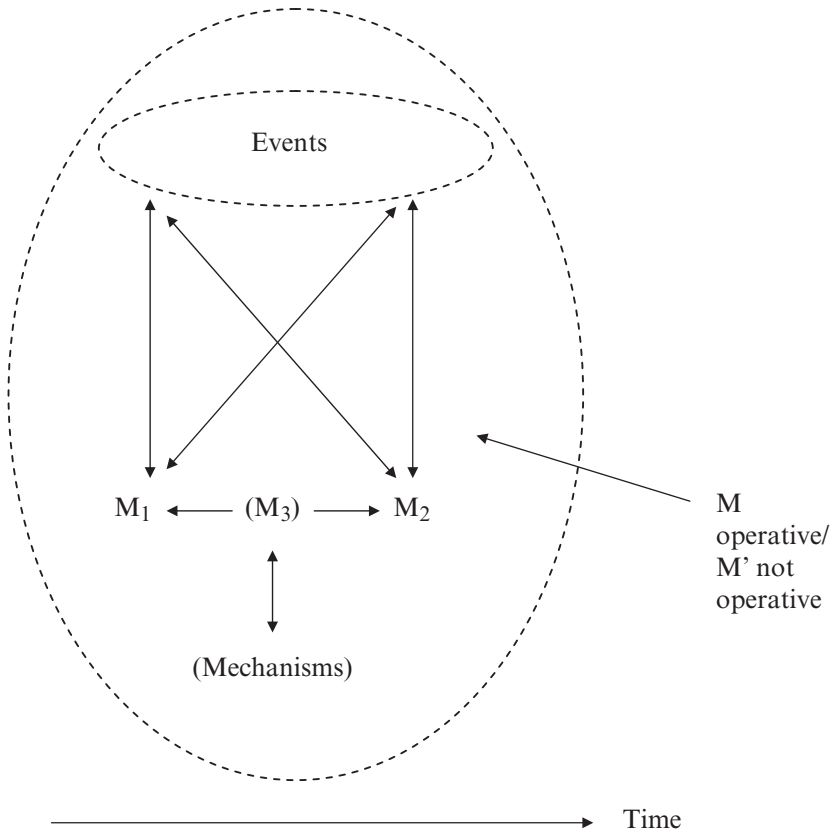 Events
M₁ (M₃) M₂
M
operative/
M’ not
operative
(Mechanisms)
Time